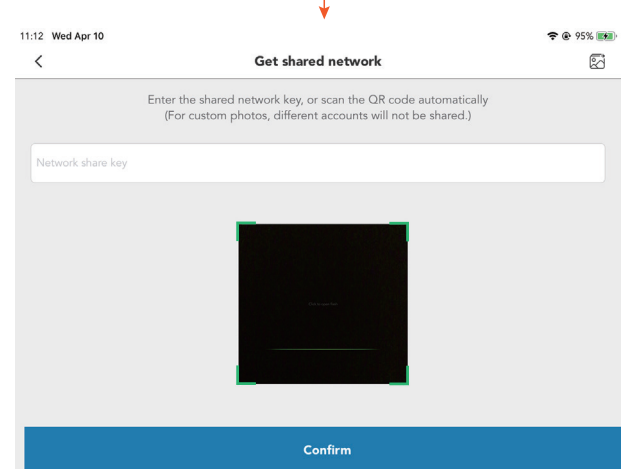 11:12 Wed Apr 10
95%
Get shared network
Enter the shared network key, or scan the QR code automatically
(For custom photos, different accounts will not be shared.)
Network share key
Confirm